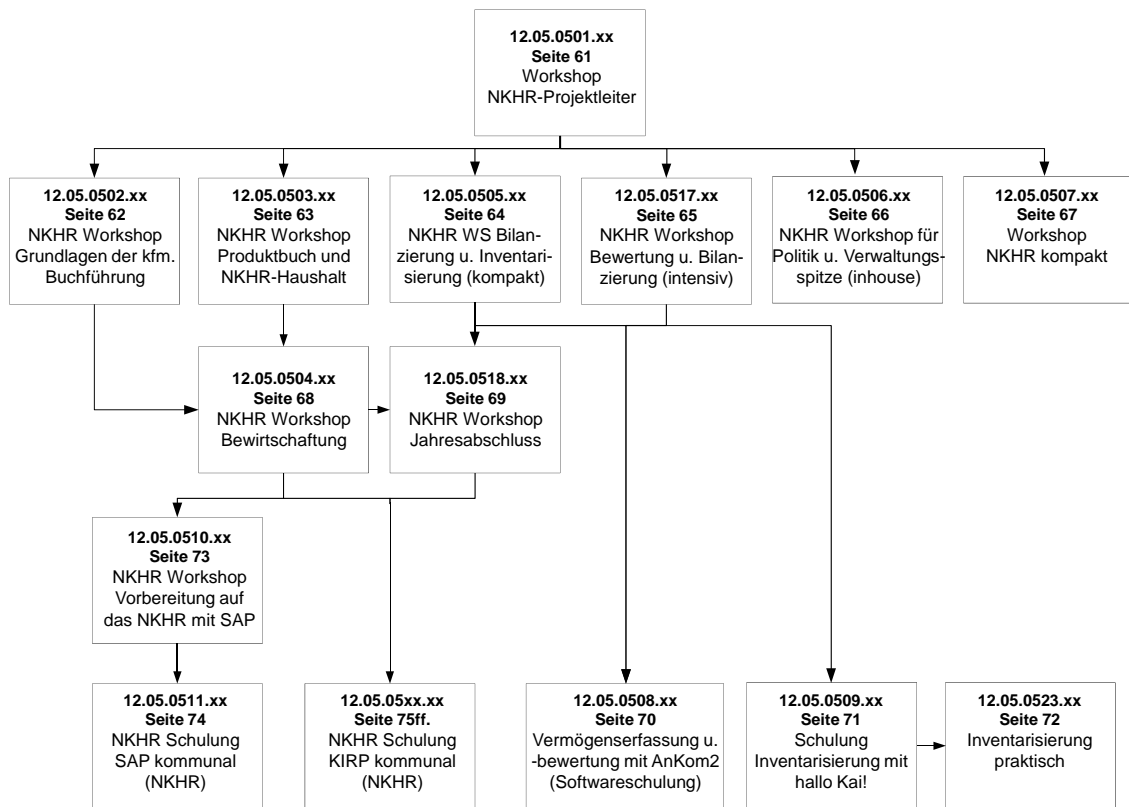 12.05.0501.xx
Seite 61
Workshop
NKHR-Projektleiter
12.05.0502.xx
Seite 62
NKHR Workshop
Grundlagen der kfm.
Buchführung
12.05.0503.xx
Seite 63
NKHR Workshop
Produktbuch und
NKHR-Haushalt
12.05.0505.xx
Seite 64
NKHR WS Bilan-
zierung u. Inventari-
sierung (kompakt)
12.05.0517.xx
Seite 65
NKHR Workshop
Bewertung u. Bilan-
zierung (intensiv)
12.05.0506.xx
Seite 66
NKHR Workshop für
Politik u. Verwaltungs-
spitze (inhouse)
12.05.0507.xx
Seite 67
Workshop
NKHR kompakt
12.05.0504.xx
Seite 68
NKHR Workshop
Bewirtschaftung
12.05.0518.xx
Seite 69
NKHR Workshop
Jahresabschluss
12.05.0510.xx
Seite 73
NKHR Workshop
Vorbereitung auf
das NKHR mit SAP
12.05.0511.xx
Seite 74
NKHR Schulung
SAP kommunal
(NKHR)
12.05.05xx.xx
Seite 75ff.
NKHR Schulung
KIRP kommunal
(NKHR)
12.05.0508.xx
Seite 70
Vermögenserfassung u.
-bewertung mit AnKom2
(Softwareschulung)
12.05.0509.xx
Seite 71
Schulung
Inventarisierung mit
hallo Kai!
12.05.0523.xx
Seite 72
Inventarisierung
praktisch